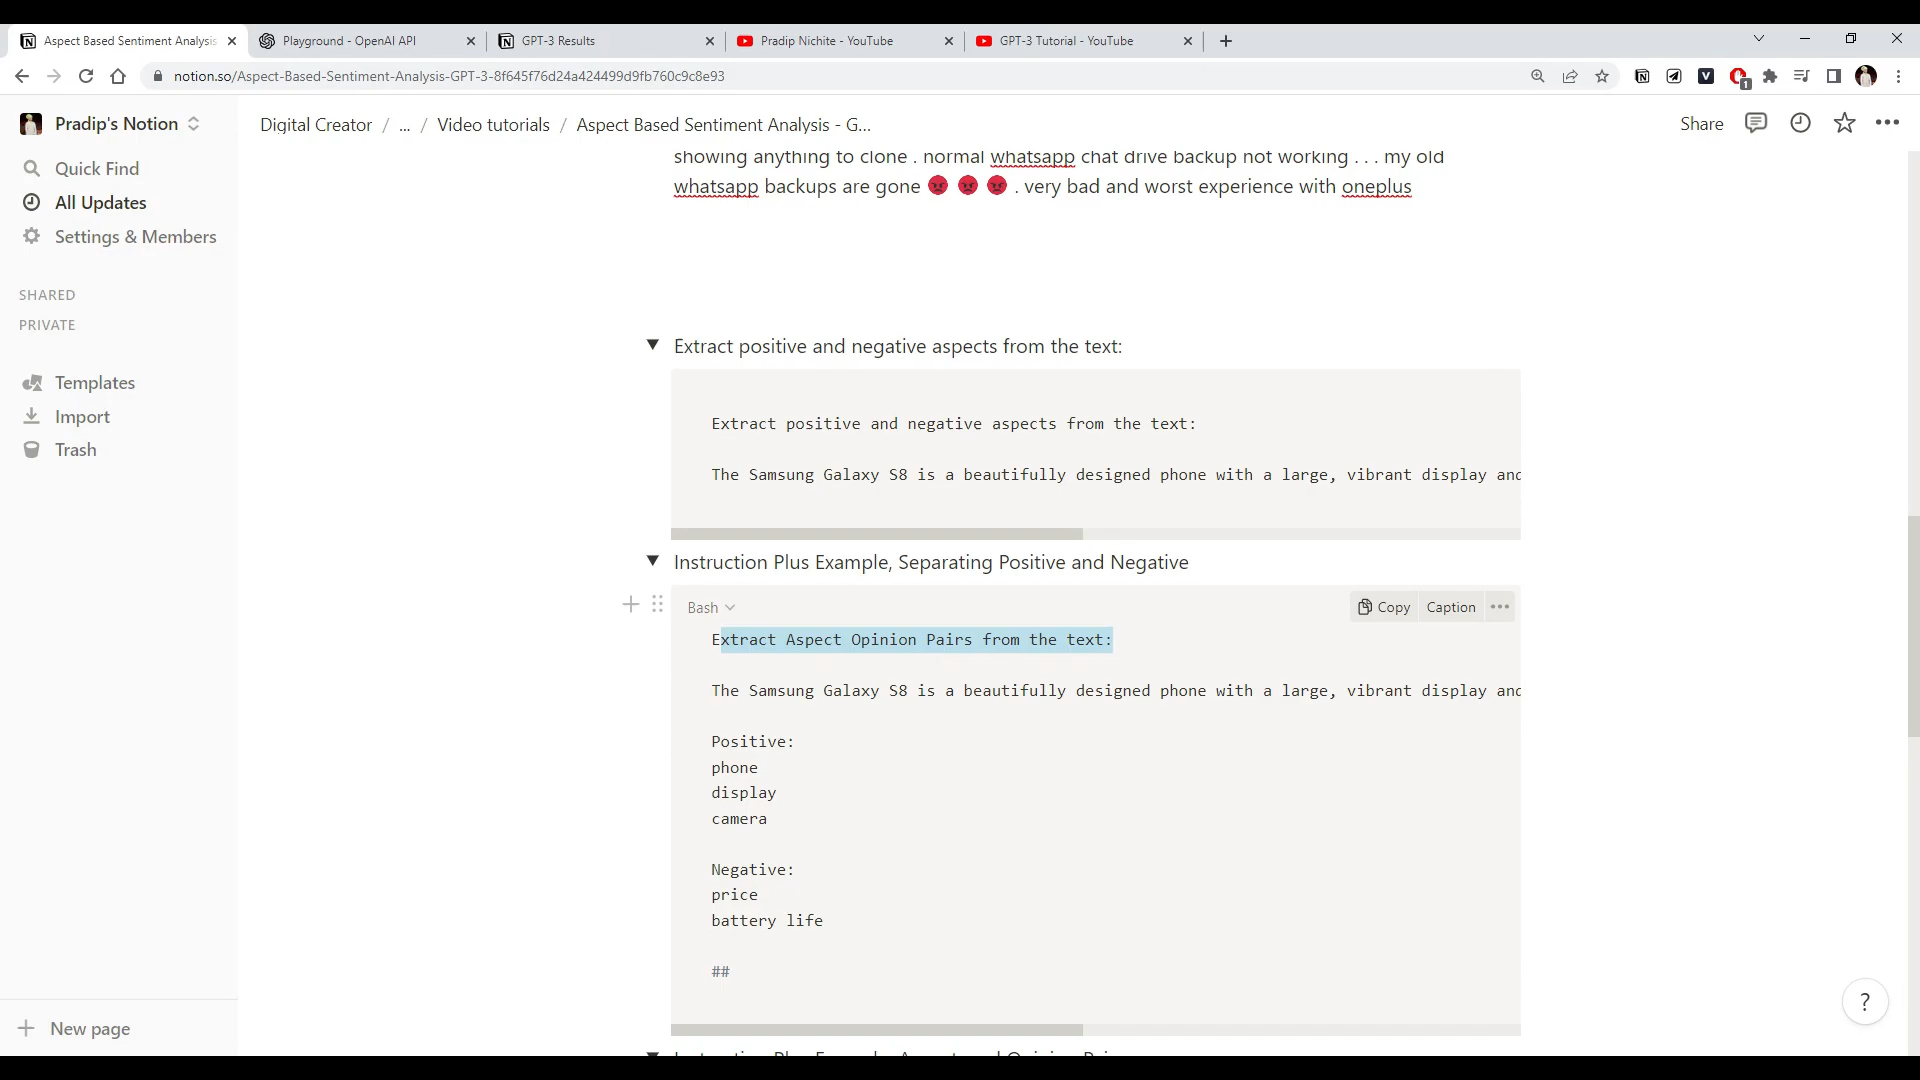 Aspect Based Sentiment Analysis
Playground - OpenAI API
GPT-3 Results
Pradip Nichite - YouTube
GPT-3 Tutorial - YouTube
notion.so/Aspect-Based-Sentiment-Analysis-GPT-3-8f645f76d24a424499d9fb760c9c8e93
1
Pradip's Notion
Digital Creator / ... / Video tutorials / Aspect Based Sentiment Analysis - G...
Share
Quick Find
All Updates
Settings & Members
SHARED
PRIVATE
Templates
Import
Trash
New page
showing anything to clone . normal whatsapp chat drive backup not working . . . my old
whatsapp backups are gone 😡 😡 😡 . very bad and worst experience with oneplus
Extract positive and negative aspects from the text:
Extract positive and negative aspects from the text:
The Samsung Galaxy S8 is a beautifully designed phone with a large, vibrant display and
Instruction Plus Example, Separating Positive and Negative
Bash
Copy
Caption
Extract Aspect Opinion Pairs from the text:
The Samsung Galaxy S8 is a beautifully designed phone with a large, vibrant display and
Positive:
phone
display
camera
Negative:
price
battery life
##
?